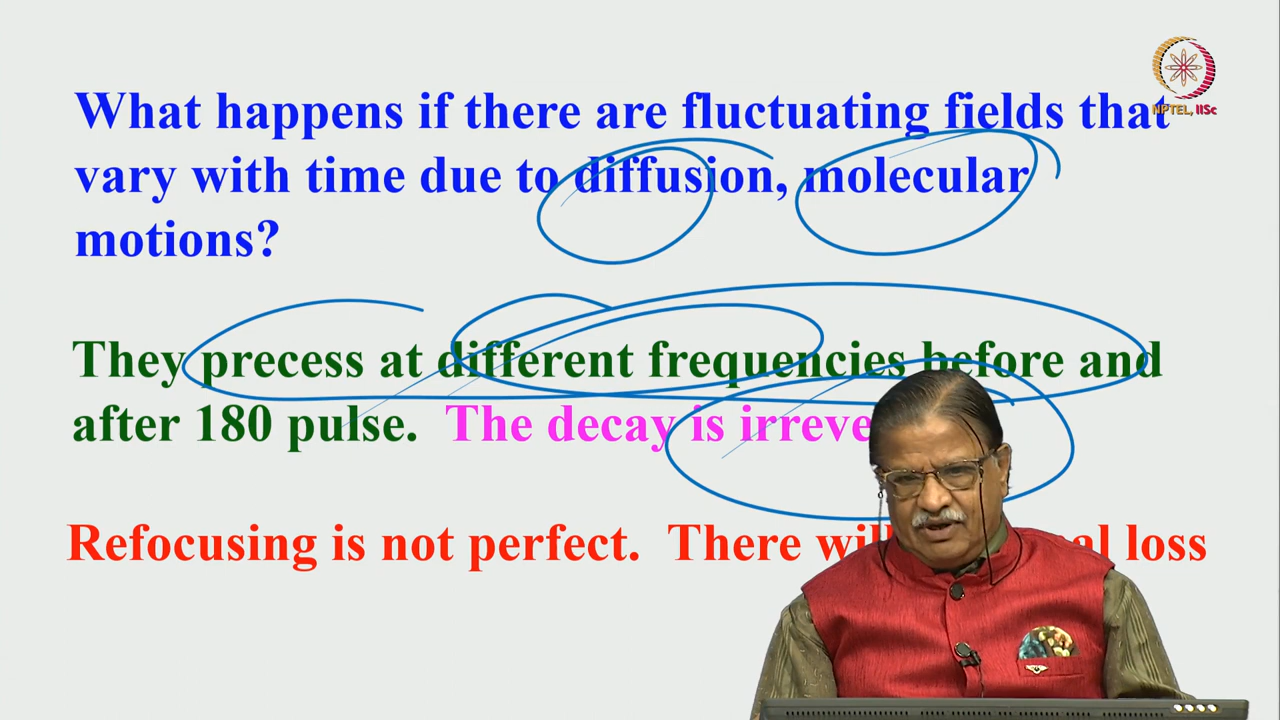 NPTEL, IISc
What happens if there are fluctuating fields that
vary with time due to diffusion, molecular
motions?
They precess at different frequencies before and
after 180 pulse. The decay is
Refocusing is not perfect. There loss